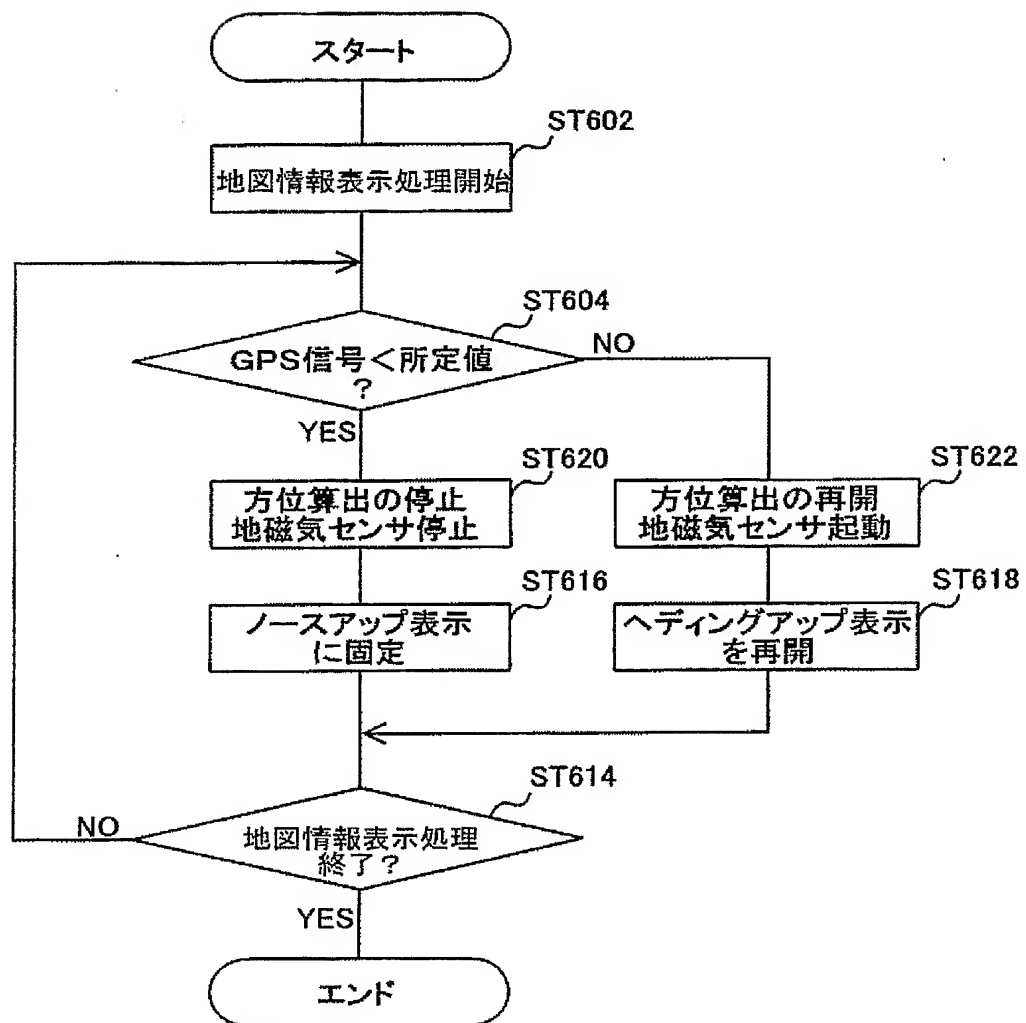 スタート
ST602
地図情報表示処理開始
ST604
GPS信号<所定値
?
NO
YES
ST620
方位算出の停止
地磁気センサ停止
ST622
方位算出の再開
地磁気センサ起動
ST616
ノースアップ表示
に固定
ST618
ヘディングアップ表示
を再開
ST614
地図情報表示処理
終了?
NO
YES
エンド